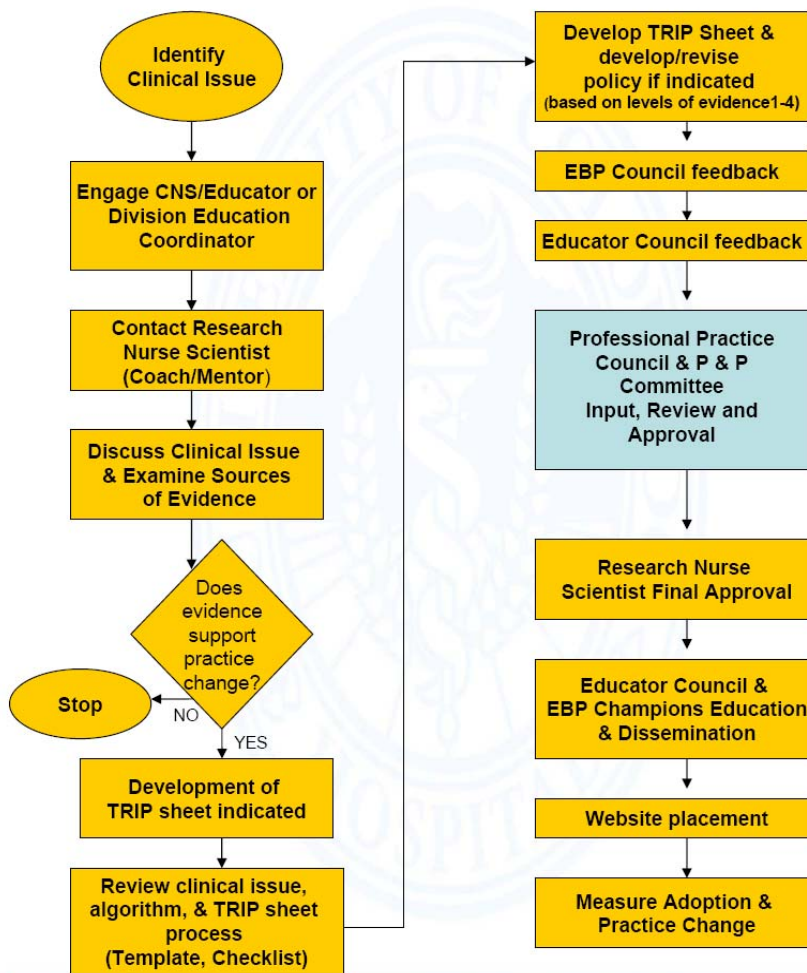 Identify
Clinical Issue
Engage CNS/Educator or
Division Education
Coordinator
Contact Research
Nurse Scientist
(Coach/Mentor)
Discuss Clinical Issue
& Examine Sources
of Evidence
Does
evidence
support
practice
change?
Stop
NO
YES
Development of
TRIP sheet indicated
Review clinical issue,
algorithm, & TRIP sheet
process
(Template, Checklist)
Develop TRIP Sheet &
develop/revise
policy if indicated
(based on levels of evidence1-4)
EBP Council feedback
Educator Council feedback
Professional Practice
Council & P & P
Committee
Input, Review and
Approval
Research Nurse
Scientist Final Approval
Educator Council &
EBP Champions Education
& Dissemination
Website placement
Measure Adoption &
Practice Change